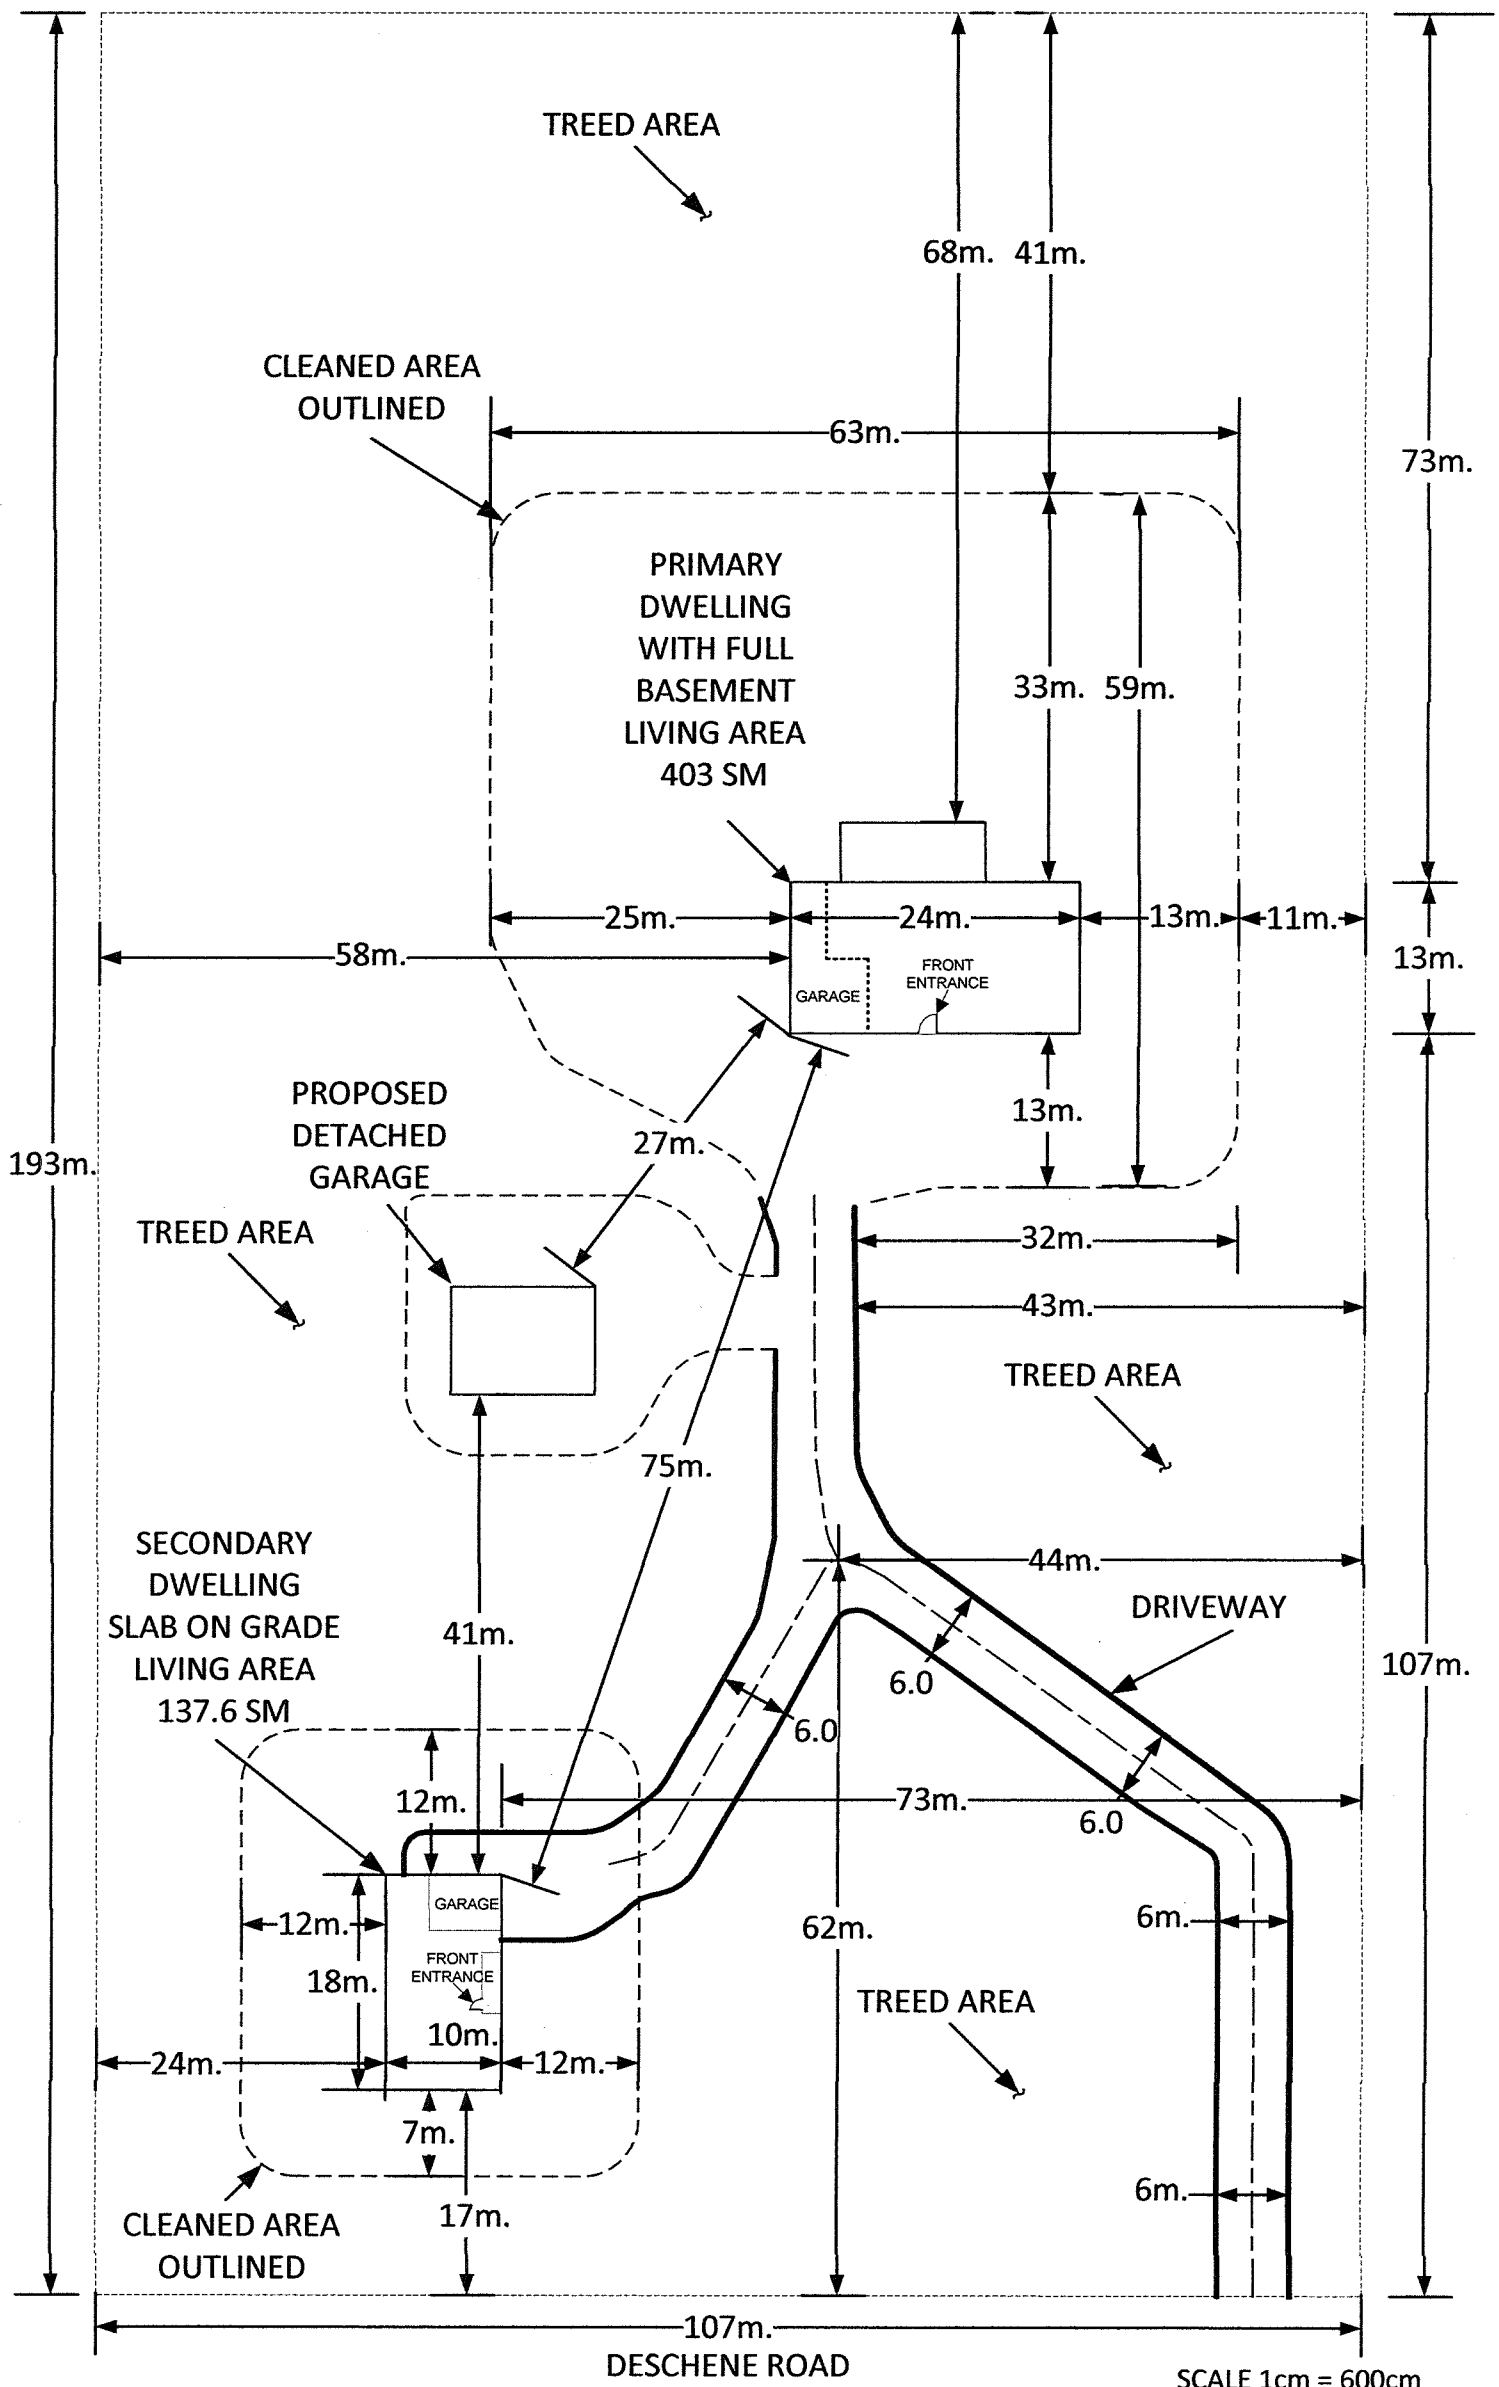 TREED AREA
68m.
41m.
CLEANED AREA
OUTLINED
63m.
73m.
PRIMARY
DWELLING
WITH FULL
BASEMENT
LIVING AREA
403 SM
33m.
59m.
25m.
24m.
13m.
11m.
58m.
13m.
FRONT
ENTRANCE
GARAGE
PROPOSED
DETACHED
GARAGE
13m.
27m.
193m.
TREED AREA
32m.
43m.
TREED AREA
75m.
SECONDARY
DWELLING
SLAB ON GRADE
LIVING AREA
137.6 SM
44m.
DRIVEWAY
41m.
107m.
6.0
6.0
12m.
73m.
6.0
GARAGE
12m.
62m.
6m.
FRONT
ENTRANCE
18m.
TREED AREA
10m.
24m.
12m.
7m.
6m.
17m.
CLEANED AREA
OUTLINED
107m.
DESCHENE ROAD
SCALE 1cm = 600cm